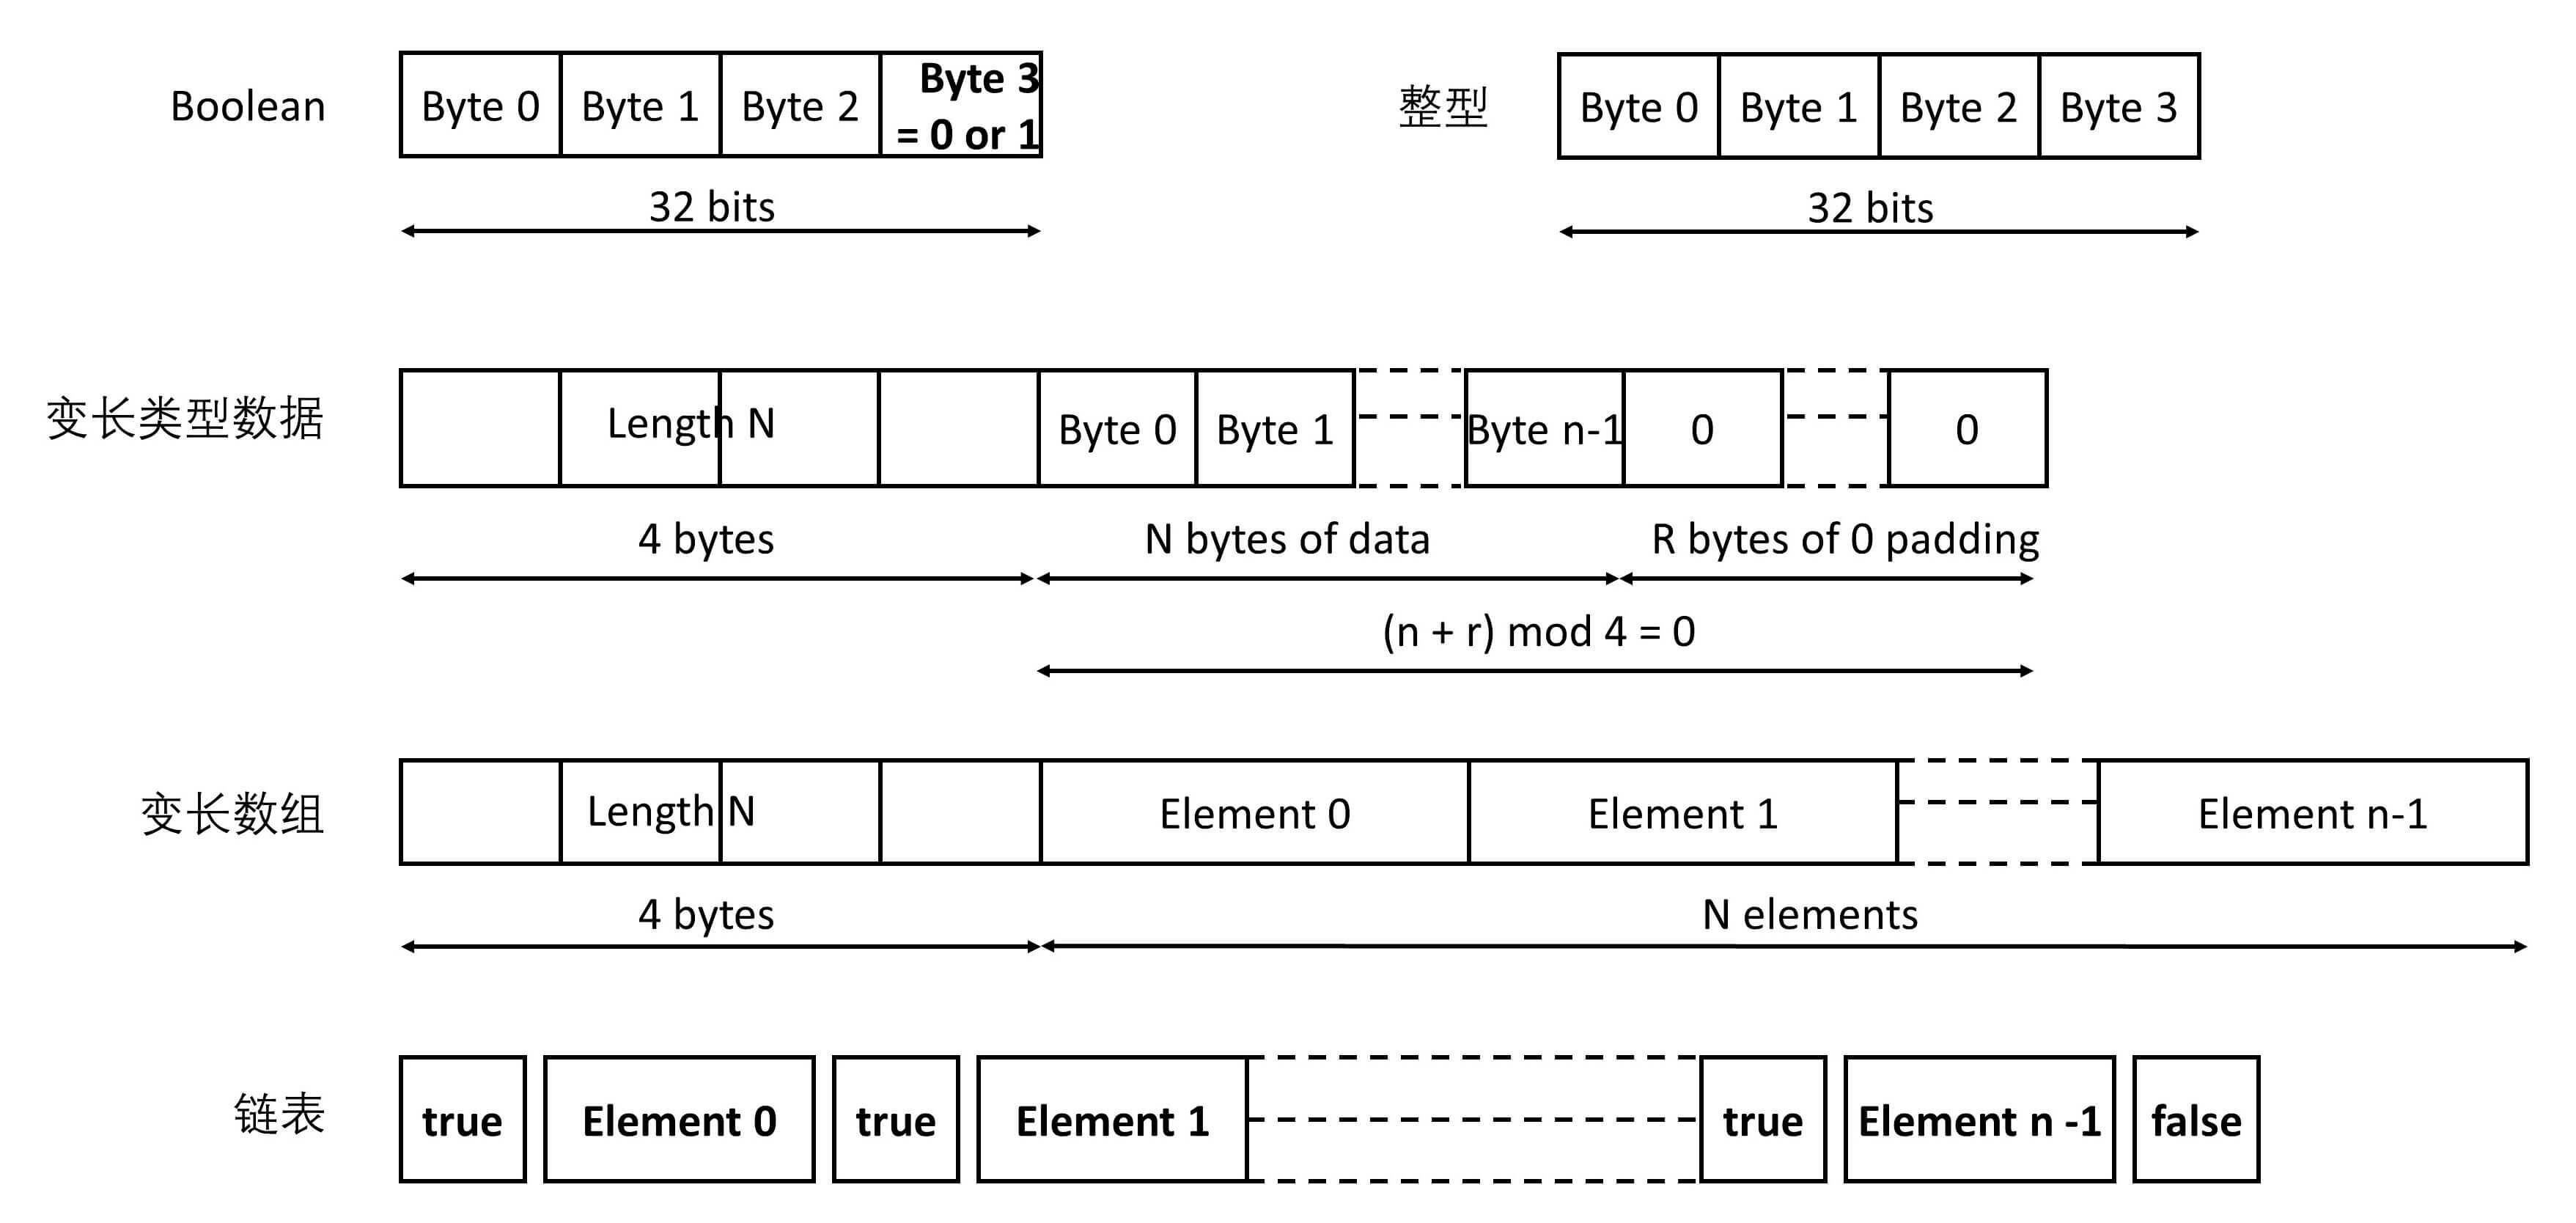 Boolean
Byte 0
Byte 1
Byte 2
Byte 3
= 0 or 1
32 bits
整型
Byte 0
Byte 1
Byte 2
Byte 3
32 bits
变长类型数据
Length N
Byte 0
Byte 1
Byte n-1
0
0
4 bytes
N bytes of data
R bytes of 0 padding
(n + r) mod 4 = 0
变长数组
Length N
Element 0
Element 1
Element n-1
4 bytes
N elements
链表
true
Element 0
true
Element 1
true
Element n -1
false